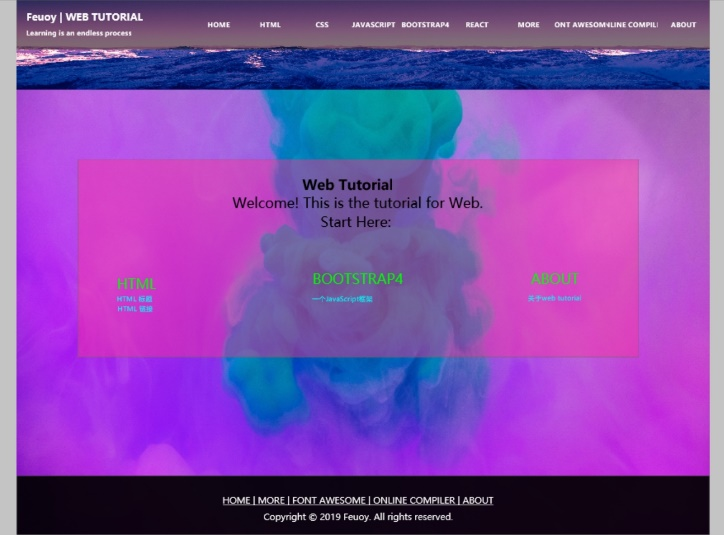 Feuoy | WEB TUTORIAL
Learning is an endless process
HOME HTML CSS JAVASCRIPT BOOTSTRAP4 REACT MORE ONT AWESOM LINE COMPIL ABOUT
Web Tutorial
Welcome! This is the tutorial for Web.
Start Here:
HTML BOOTSTRAP4 ABOUT
HTML 标题 一个JavaScript框架 关于web tutorial
HTML 链接
HOME | MORE | FONT AWESOME | ONLINE COMPILER | ABOUT
Copyright © 2019 Feuoy. All rights reserved.